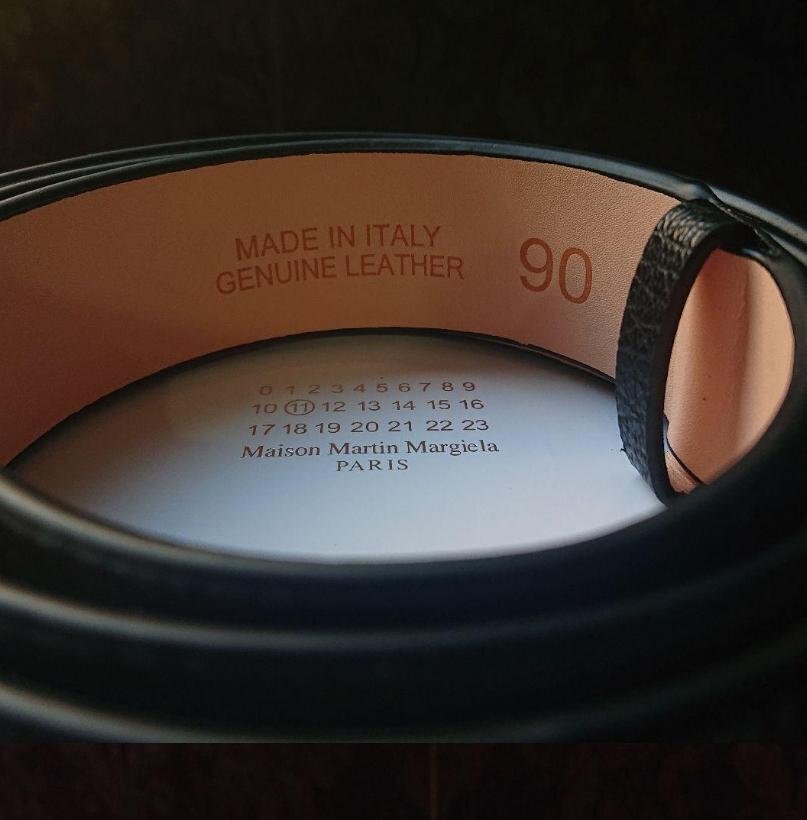 MADE IN ITALY
GENUINE LEATHER
90
0 1 2 3 4 5 6 7 8 9
10 11 12 13 14 15 16
17 18 19 20 21 22 23
Maison Martin Margiela
PARIS